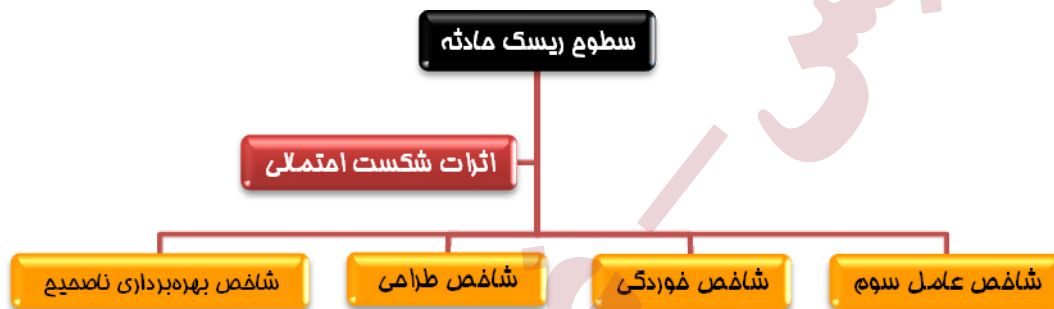 سطوح ریسک حادثه
اثرات شکست احتمالی
شاخص عامل سوم
شاخص خوردگی
شاخص طراحی
شاخص بهره‌برداری ناصحیح